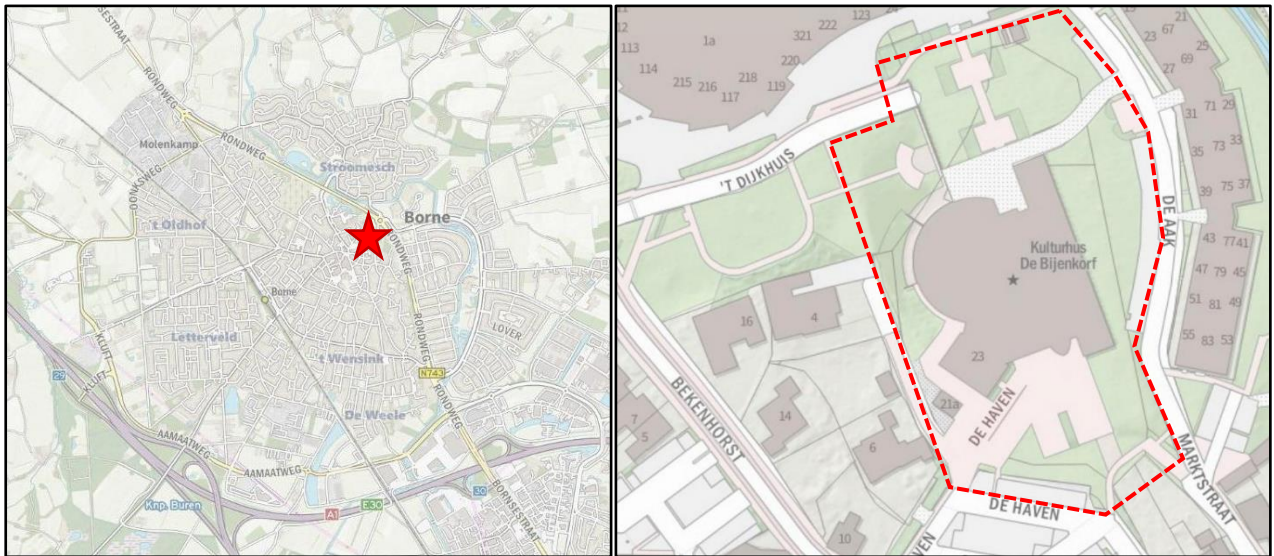 SESTRAAT
RONDWEG
Molenkamp
RONDWEG
Stroomesch
DONKSWEG
't Oldhof
Borne
RONDWEG
Borne
Letterveld
LOVER
't Wensink
RONDWEG
KLUFT
N743
29
KLUFT
De Weele
AAMAATWEG
AAMAATWEG
30
Knp. Buren
A1
E30
BORNSESTRAAT
113
114
1a
215
216
117
218
119
220
321
222
123
21
67
23
25
69
27
71
29
31
73
33
35
'T DIJKHUIS
39
75
37
DE AAK
43
77
41
Kulturhus
De Bijenkorf
47
79
45
51
81
49
55
83
53
16
4
23
21a
DE HAVEN
BEKENHORST
14
7
5
6
MARKTSTRAAT
DE HAVEN
10